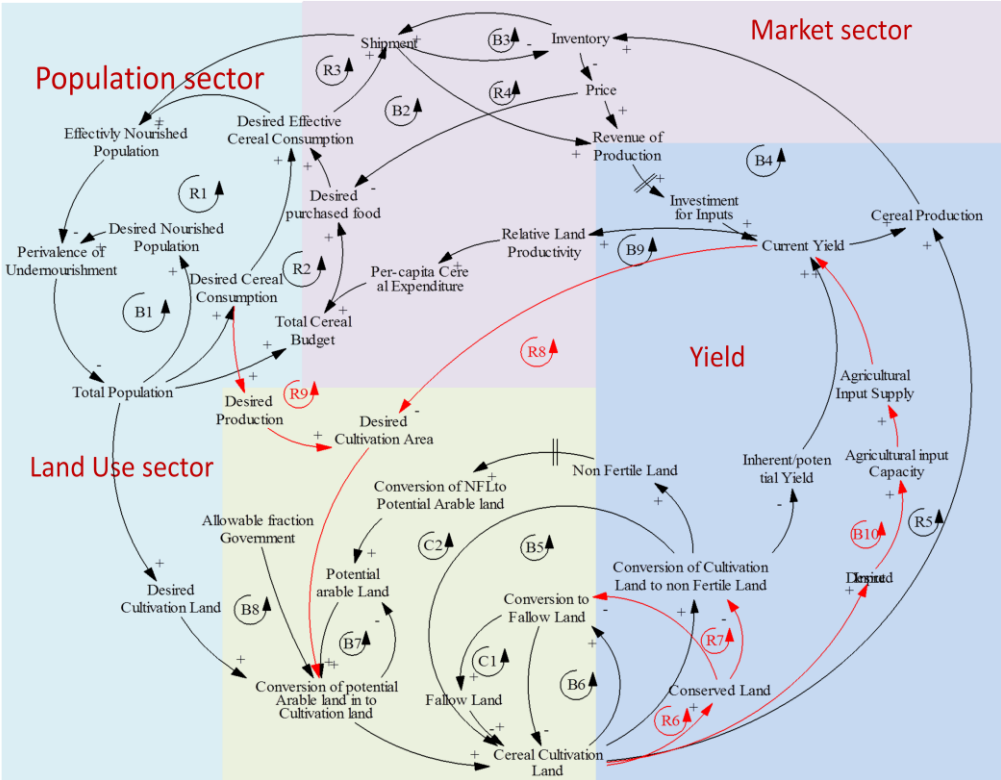 Market sector
Population sector
Shipment
B3
Inventory
R3
R4
B2
Price
Effectivly Nourished
Population
Desired Effective
Cereal Consumption
Revenue of
Production
B4
R1
Desired
purchased food
Investiment
for Inputs
Cereal Production
Perivalence of
Undernourishment
Desired Nourished
Population
Relative Land
Productivity
B9
Current Yield
Desired Cereal
Consumption
R2
Per-capita Cere
al Expenditure
B1
Total Cereal
Budget
R8
Yield
Total Population
R9
Desired
Production
Desired
Cultivation Area
Agricultural
Input Supply
Land Use sector
Conversion of NFLto
Potential Arable land
Non Fertile Land
Inherent/poten
tial Yield
Agricultural input
Capacity
Allowable fraction
Government
C2
B5
B10
R5
Potential
arable Land
Conversion of Cultivation
Land to non Fertile Land
Desired
Cultivation Land
B8
B7
Conversion to
Fallow Land
R7
C1
B6
Conversion of potential
Arable land in to
Cultivation land
Fallow Land
Conserved Land
R6
Cereal Cultivation
Land